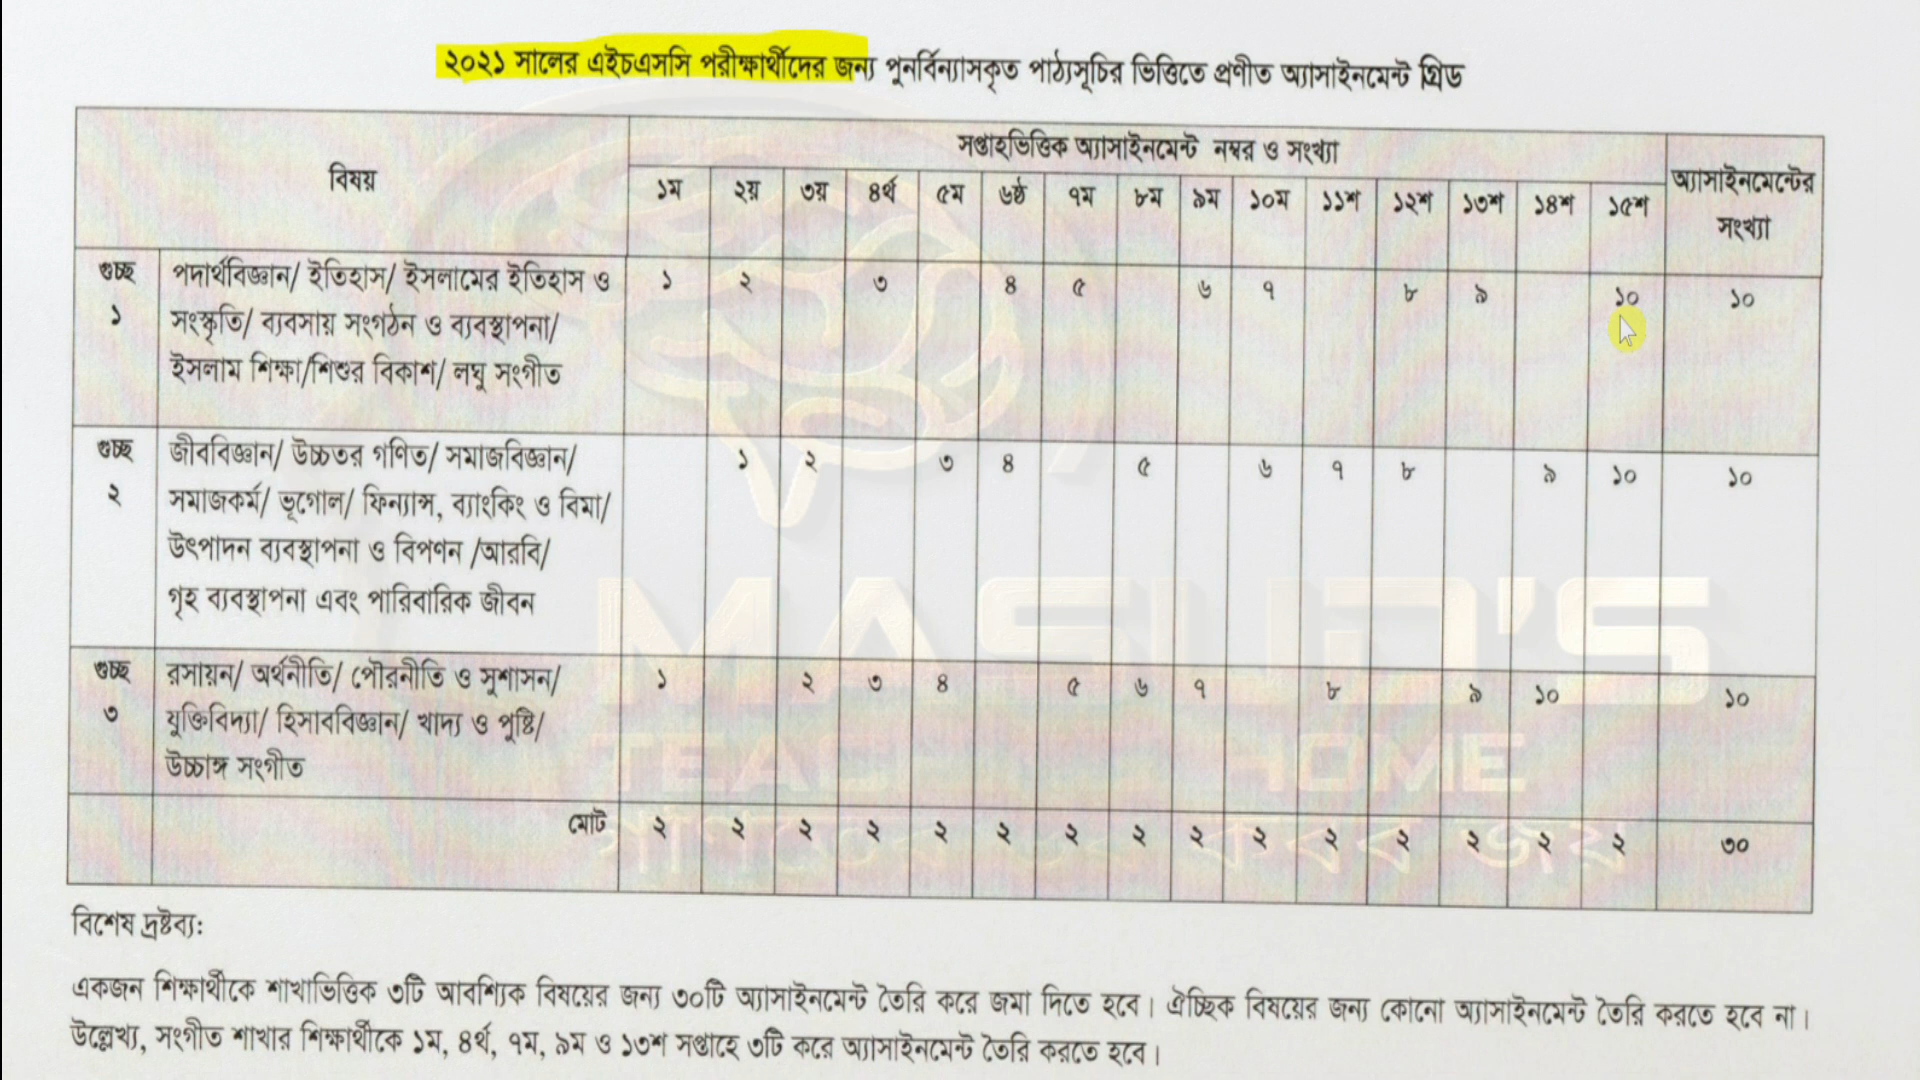 ২০২১ সালের এইচএসসি পরীক্ষার্থীদের জন্য পুনর্বিন্যাসকৃত পাঠ্যসূচির ভিত্তিতে প্রণীত অ্যাসাইনমেন্ট গ্রিড
বিষয়
সপ্তাহভিত্তিক অ্যাসাইনমেন্ট নম্বর ও সংখ্যা
অ্যাসাইনমেন্টের
সংখ্যা
১ম ২য় ৩য় ৪র্থ ৫ম ৬ষ্ঠ ৭ম ৮ম ৯ম ১০ম ১১শ ১২শ ১৩শ ১৪শ ১৫শ
গুচ্ছ পদার্থবিজ্ঞান/ ইতিহাস/ ইসলামের ইতিহাস ও ১ ২ ৩ ৪ ৫ ৬ ৭ ৮ ৯ ১০ ১০
১ সংস্কৃতি/ ব্যবসায় সংগঠন ও ব্যবস্থাপনা/
ইসলাম শিক্ষা/শিশুর বিকাশ/ লঘু সংগীত
গুচ্ছ জীববিজ্ঞান/ উচ্চতর গণিত/ সমাজবিজ্ঞান/ ১ ২ ৩ ৪ ৫ ৬ ৭ ৮ ৯ ১০ ১০
২ সমাজকর্ম/ ভূগোল/ ফিন্যান্স, ব্যাংকিং ও বিমা/
উৎপাদন ব্যবস্থাপনা ও বিপণন /আরবি/
গৃহ ব্যবস্থাপনা এবং পারিবারিক জীবন
গুচ্ছ রসায়ন/ অর্থনীতি/ পৌরনীতি ও সুশাসন/ ১ ২ ৩ ৪ ৫ ৬ ৭ ৮ ৯ ১০ ১০
৩ যুক্তিবিদ্যা/ হিসাববিজ্ঞান/ খাদ্য ও পুষ্টি/
উচ্চাঙ্গ সংগীত
মোট ২ ২ ২ ২ ২ ২ ২ ২ ২ ২ ২ ২ ২ ২ ২ ৩০
MASUD'S
HOME
বিশেষ দ্রষ্টব্য:
একজন শিক্ষার্থীকে শাখাভিত্তিক ৩টি আবশ্যিক বিষয়ের জন্য ৩০টি অ্যাসাইনমেন্ট তৈরি করে জমা দিতে হবে। ঐচ্ছিক বিষয়ের জন্য কোনো অ্যাসাইনমেন্ট তৈরি করতে হবে না।
উল্লেখ্য, সংগীত শাখার শিক্ষার্থীকে ১ম, ৪র্থ, ৭ম, ৯ম ও ১৩শ সপ্তাহে ৩টি করে অ্যাসাইনমেন্ট তৈরি করতে হবে।